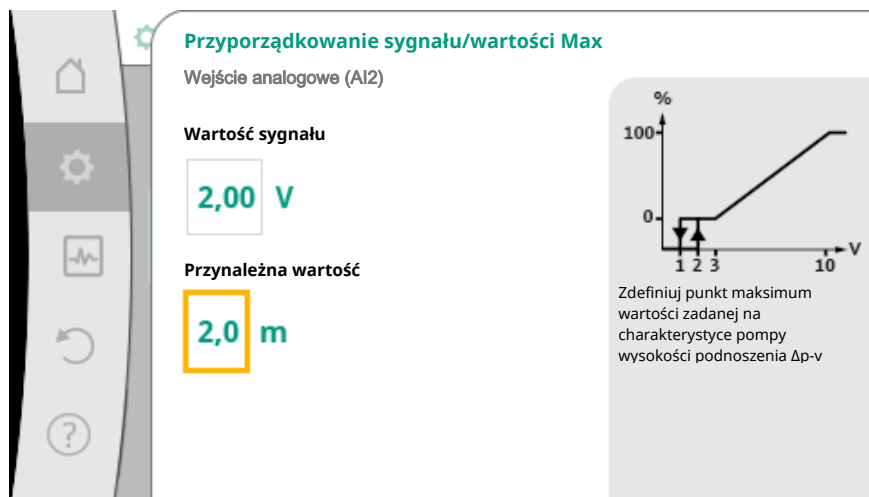 Przyporządkowanie sygnału/wartości Max
Wejście analogowe (AI2)
Wartość sygnału
2,00 V
Przynależna wartość
2,0 m
%
100
0
1 2 3 10 V
Zdefiniuj punkt maksimum
wartości zadanej na
charakterystyce pompy
wysokości podnoszenia Δp-v
?